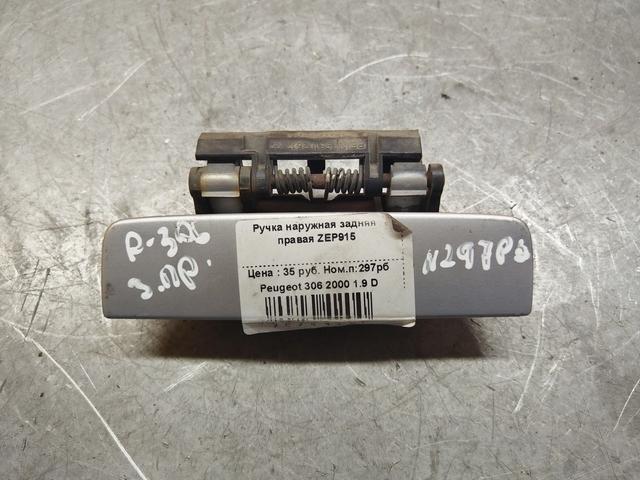 Ручка наружная задняя
правая ZEP915
Цена : 35 руб. Ном.п:297рб
Peugeot 306 2000 1.9 D
P-306
З.ПР.
N297РБ